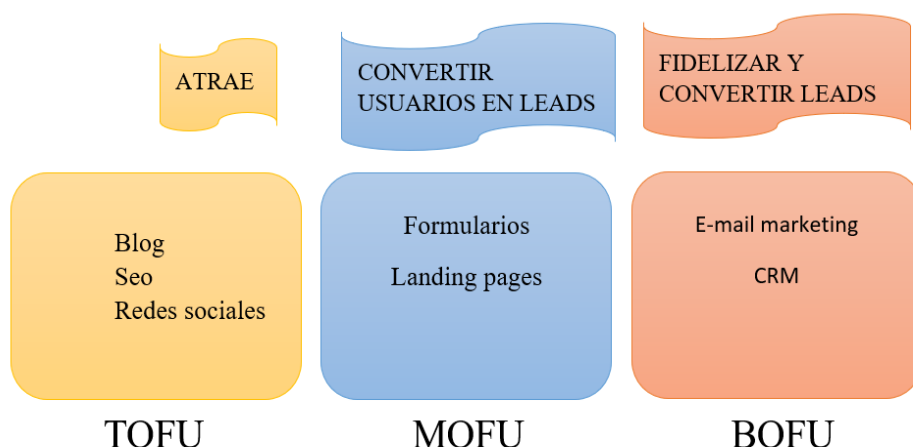 ATRAE
CONVERTIR
USUARIOS EN LEADS
FIDELIZAR Y
CONVERTIR LEADS
Blog
Seo
Redes sociales
Formularios
Landing pages
E-mail marketing
CRM
TOFU
MOFU
BOFU